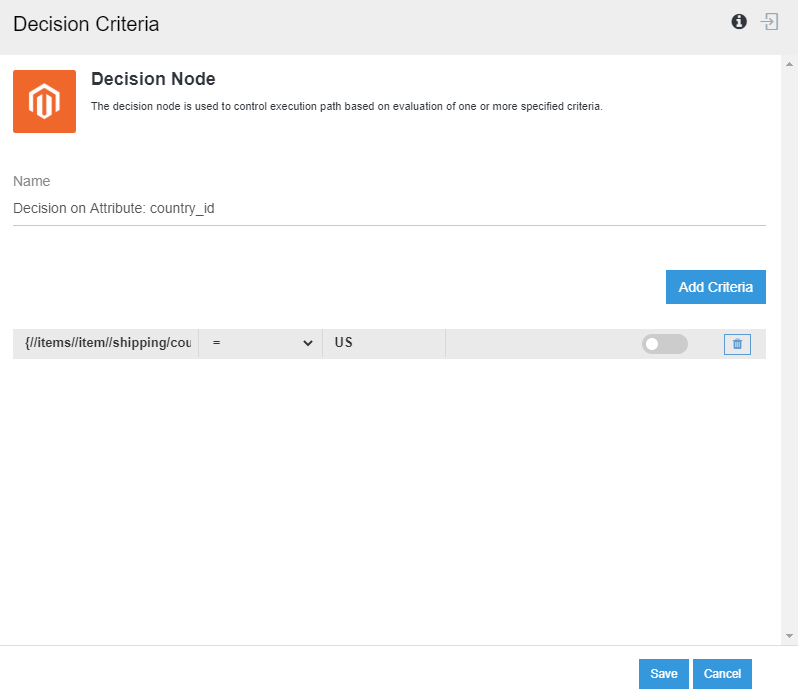 Decision Criteria
Decision Node
The decision node is used to control execution path based on evaluation of one or more specified criteria.
Name
Decision on Attribute: country_id
Add Criteria
{//items//item//shipping/cou = US
Save Cancel